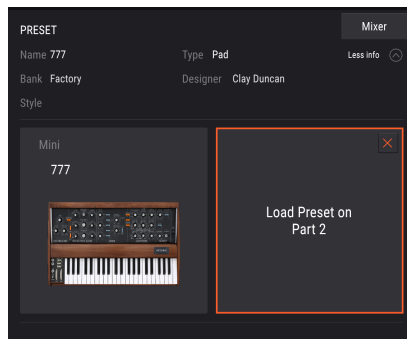 PRESET
Mixer
Name 777
Type Pad
Less info
Bank Factory
Designer Clay Duncan
Style
Mini
777
Load Preset on
Part 2